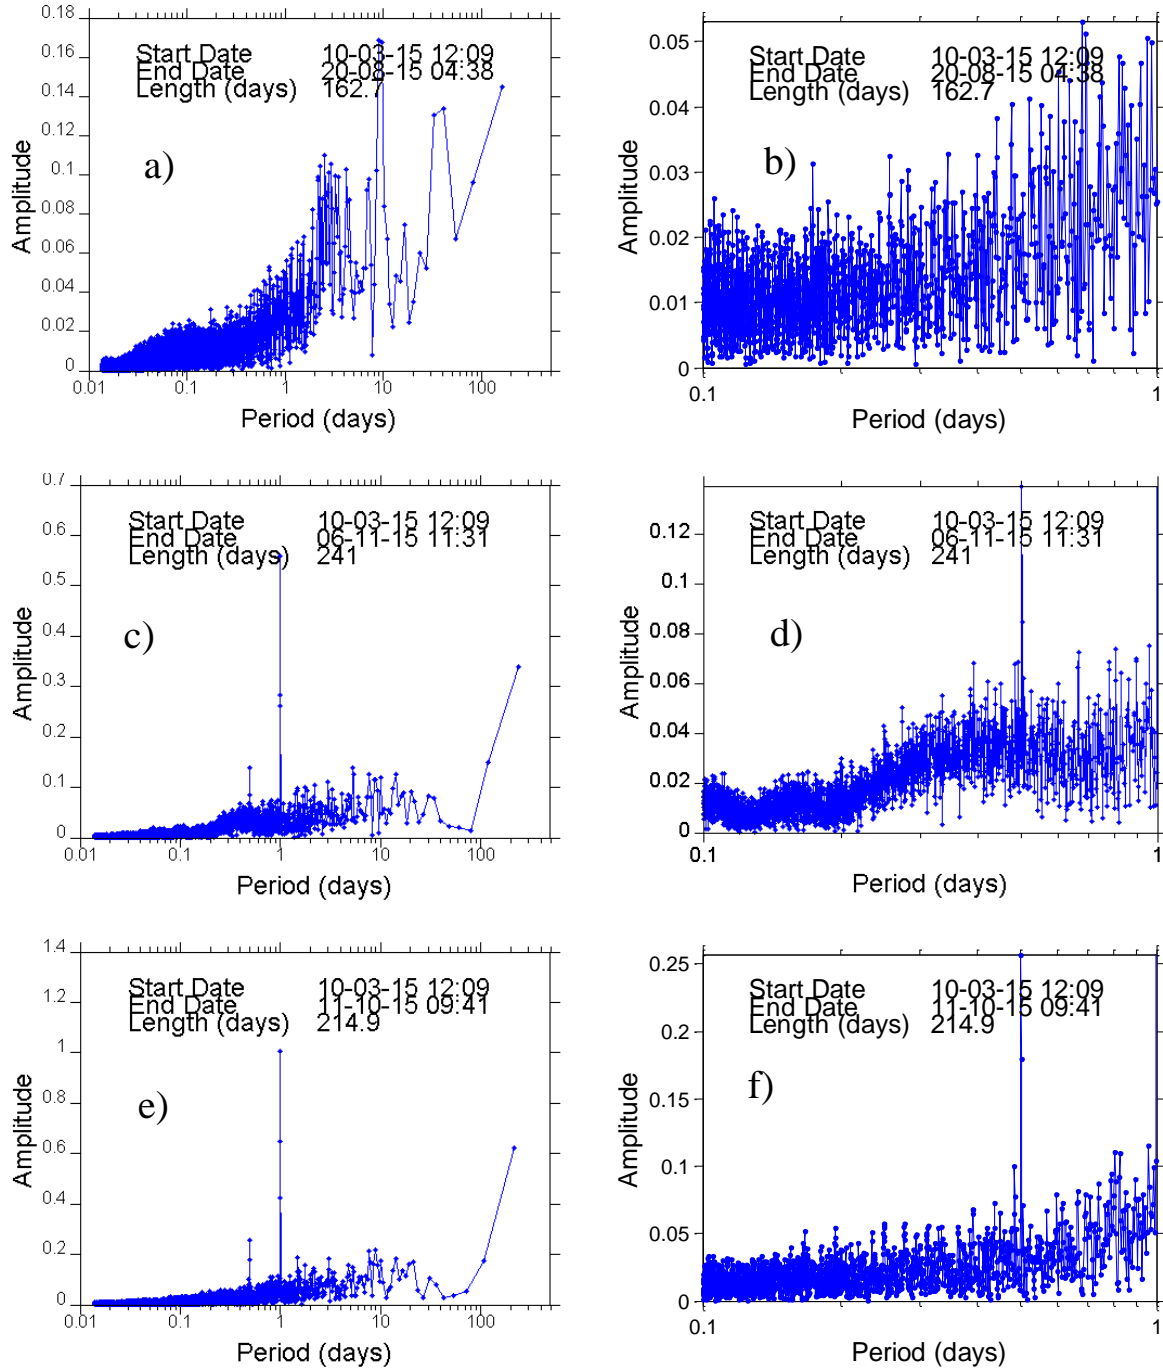 0.18
0.16
0.14
0.12
0.1
0.08
0.06
0.04
0.02
0
Amplitude
Start Date 10-03-15 12:09
End Date 20-08-15 04:38
Length (days) 162.7
a)
0.01 0.1 1 10 100
Period (days)
0.05
0.04
0.03
0.02
0.01
0
Amplitude
Start Date 10-03-15 12:09
End Date 20-08-15 04:38
Length (days) 162.7
b)
0.1 1
Period (days)
0.7
0.6
0.5
0.4
0.3
0.2
0.1
0
Amplitude
Start Date 10-03-15 12:09
End Date 06-11-15 11:31
Length (days) 241
c)
0.01 0.1 1 10 100
Period (days)
0.12
0.1
0.08
0.06
0.04
0.02
0
Amplitude
Start Date 10-03-15 12:09
End Date 06-11-15 11:31
Length (days) 241
d)
0.1 1
Period (days)
1.4
1.2
1
0.8
0.6
0.4
0.2
0
Amplitude
Start Date 10-03-15 12:09
End Date 11-10-15 09:41
Length (days) 214.9
e)
0.01 0.1 1 10 100
Period (days)
0.25
0.2
0.15
0.1
0.05
0
Amplitude
Start Date 10-03-15 12:09
End Date 11-10-15 09:41
Length (days) 214.9
f)
0.1 1
Period (days)